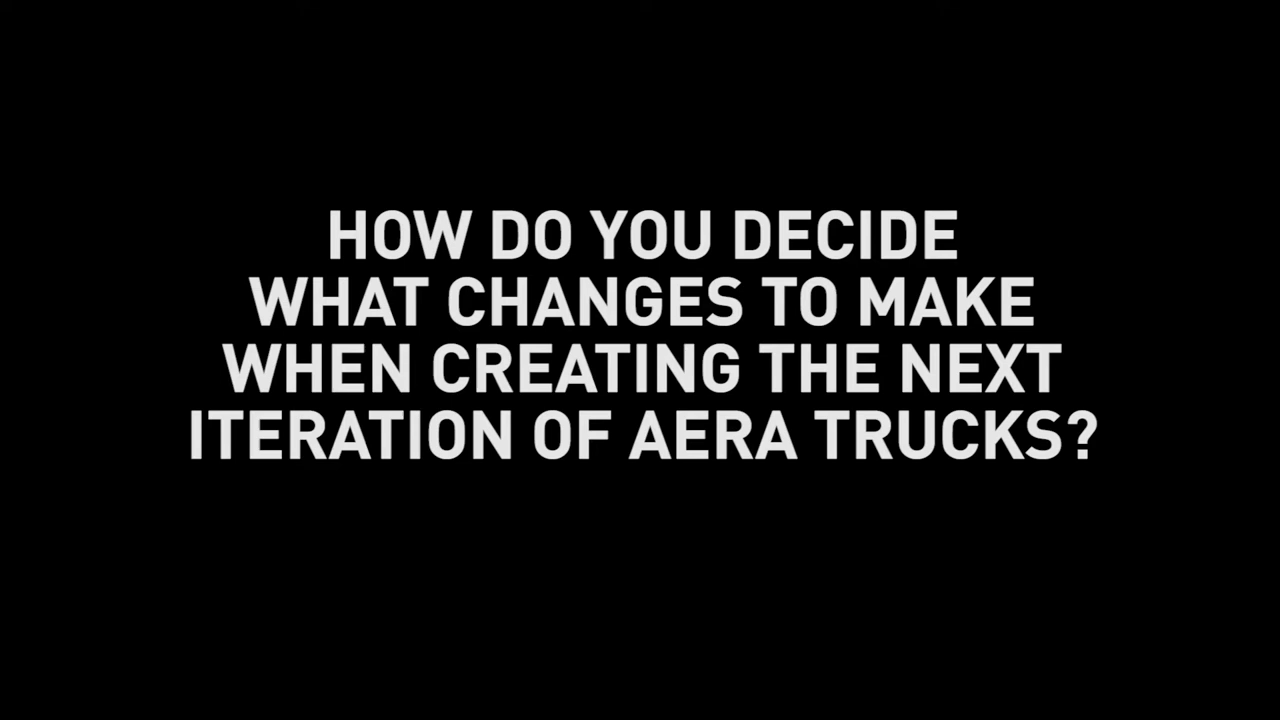 HOW DO YOU DECIDE
WHAT CHANGES TO MAKE
WHEN CREATING THE NEXT
ITERATION OF AERA TRUCKS?